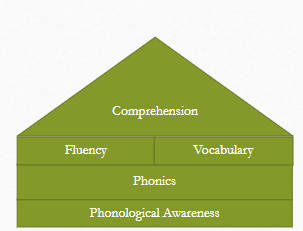 Comprehension
Fluency Vocabulary
Phonics
Phonological Awareness